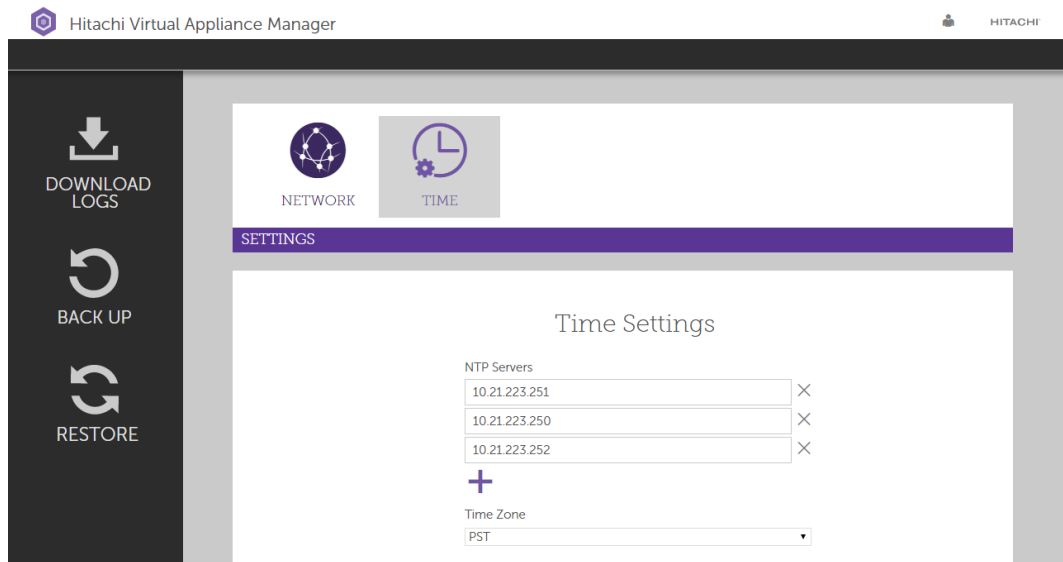 Hitachi Virtual Appliance Manager
HITACHI
DOWNLOAD
LOGS
BACK UP
RESTORE
NETWORK
TIME
SETTINGS
Time Settings
NTP Servers
10.21.223.251
10.21.223.250
10.21.223.252
Time Zone
PST